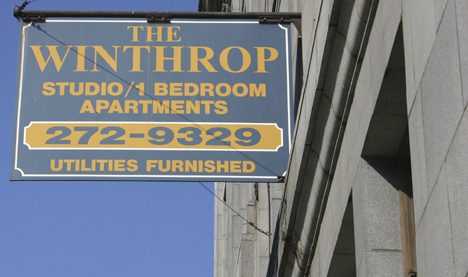 THE
WINTHROP
STUDIO/1 BEDROOM
APARTMENTS
272-9329
UTILITIES FURNISHED